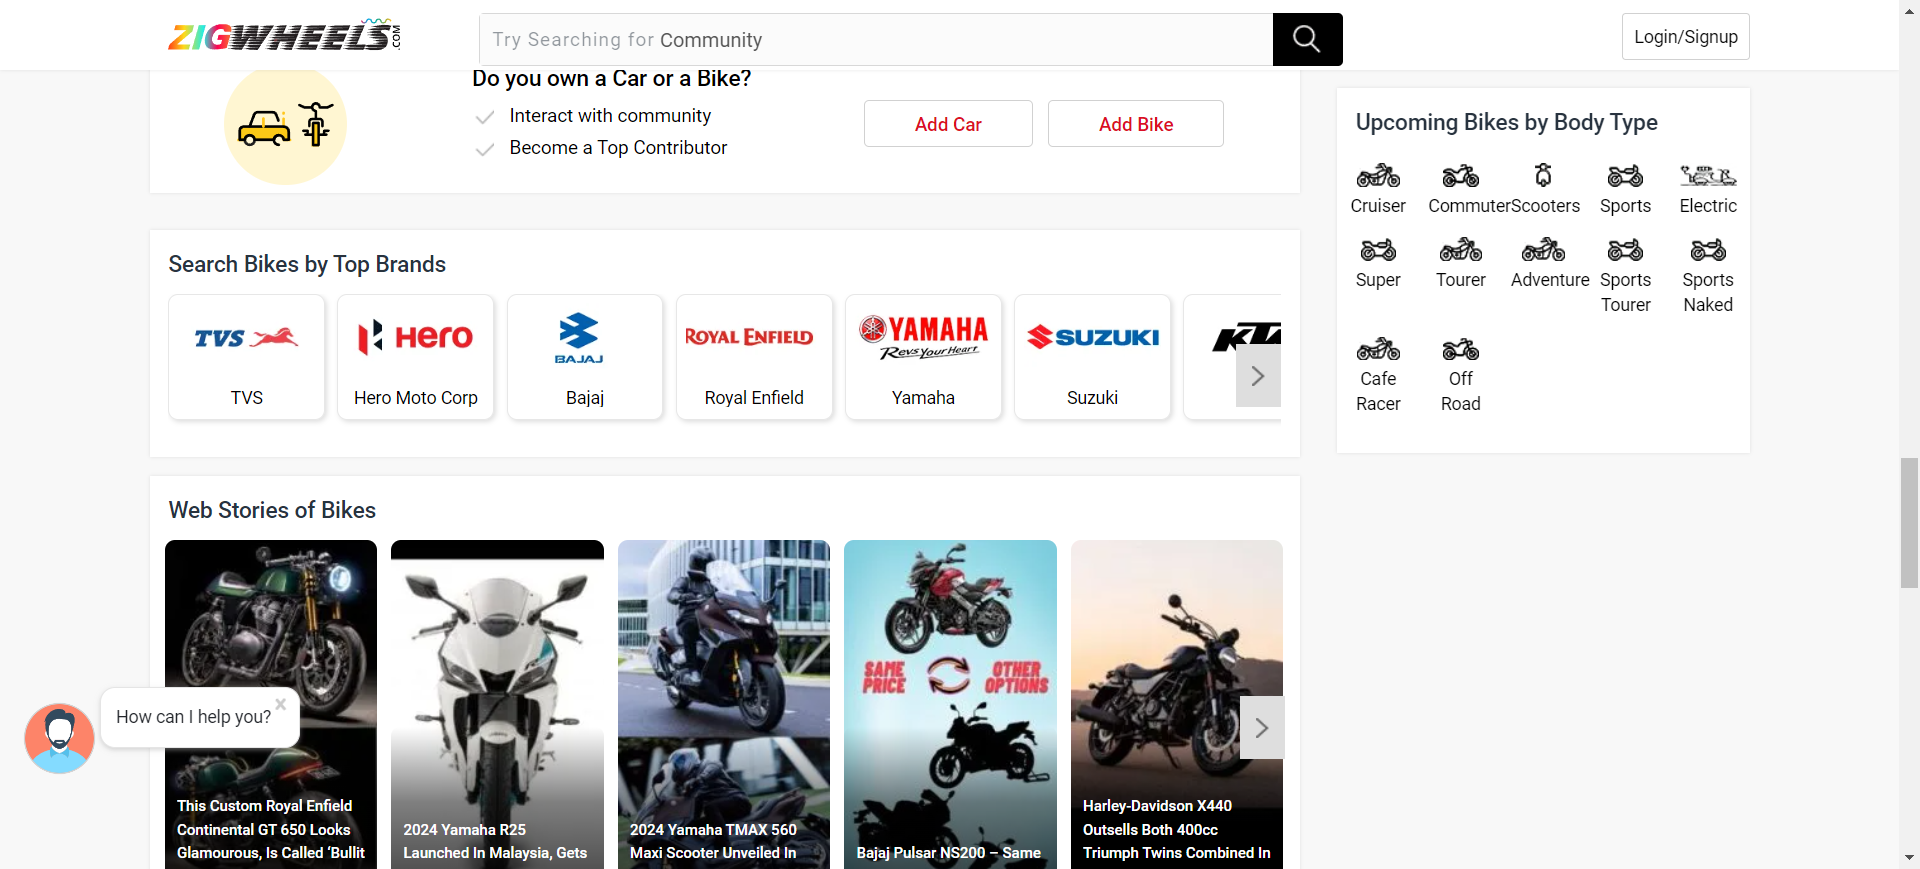 ZIGWHEELS.COM
Try Searching for Community
Login/Signup
Do you own a Car or a Bike?
Interact with community
Become a Top Contributor
Add Car
Add Bike
Search Bikes by Top Brands
TVS
HERO
BAJAJ
ROYAL ENFIELD
YAMAHA
Revs Your Heart
SUZUKI
KTM
TVS
Hero Moto Corp
Bajaj
Royal Enfield
Yamaha
Suzuki
Upcoming Bikes by Body Type
Cruiser
Commuter
Scooters
Sports
Electric
Super
Tourer
Adventure
Sports
Tourer
Sports
Naked
Cafe
Racer
Off
Road
Web Stories of Bikes
This Custom Royal Enfield
Continental GT 650 Looks
Glamourous, Is Called ‘Bullit
2024 Yamaha R25
Launched In Malaysia, Gets
2024 Yamaha TMAX 560
Maxi Scooter Unveiled In
SAME
PRICE
OTHER
OPTIONS
Bajaj Pulsar NS200 – Same
Harley-Davidson X440
Outsells Both 400cc
Triumph Twins Combined In
How can I help you?